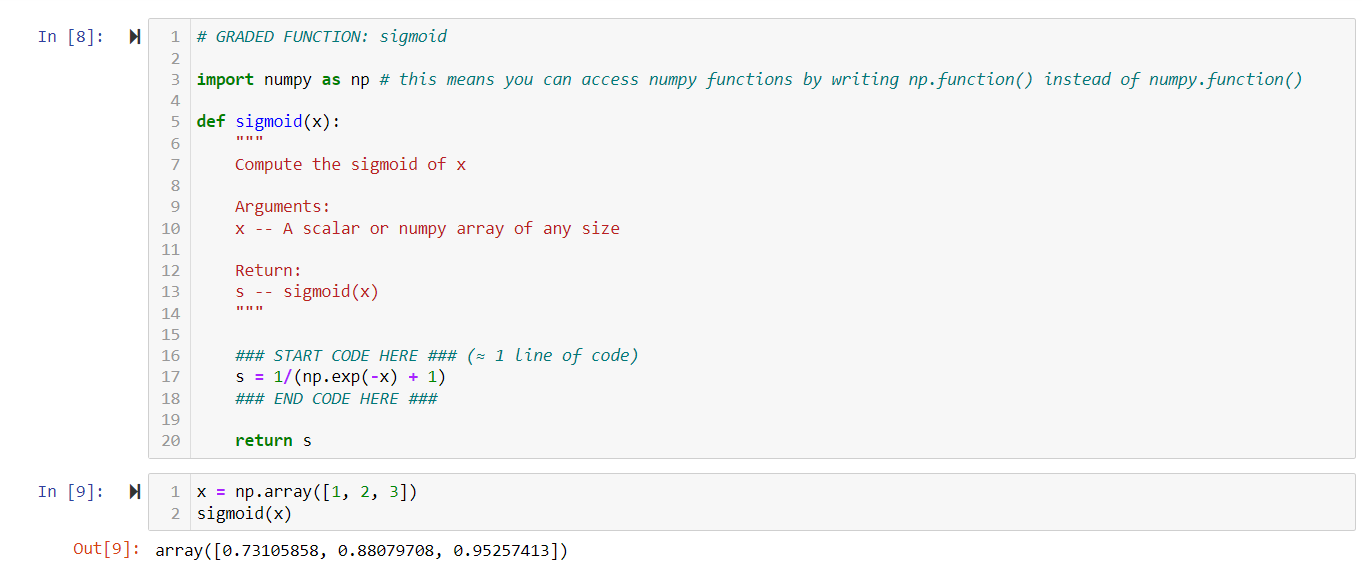 In [8]:
1 # GRADED FUNCTION: sigmoid
2
3 import numpy as np # this means you can access numpy functions by writing np.function() instead of numpy.function()
4
5 def sigmoid(x):
6     """
7     Compute the sigmoid of x
8
9     Arguments:
10     x -- A scalar or numpy array of any size
11
12     Return:
13     s -- sigmoid(x)
14     """
15
16     ### START CODE HERE ### (≈ 1 line of code)
17     s = 1/(np.exp(-x) + 1)
18     ### END CODE HERE ###
19
20     return s
In [9]:
1 x = np.array([1, 2, 3])
2 sigmoid(x)
Out[9]: array([0.73105858, 0.88079708, 0.95257413])